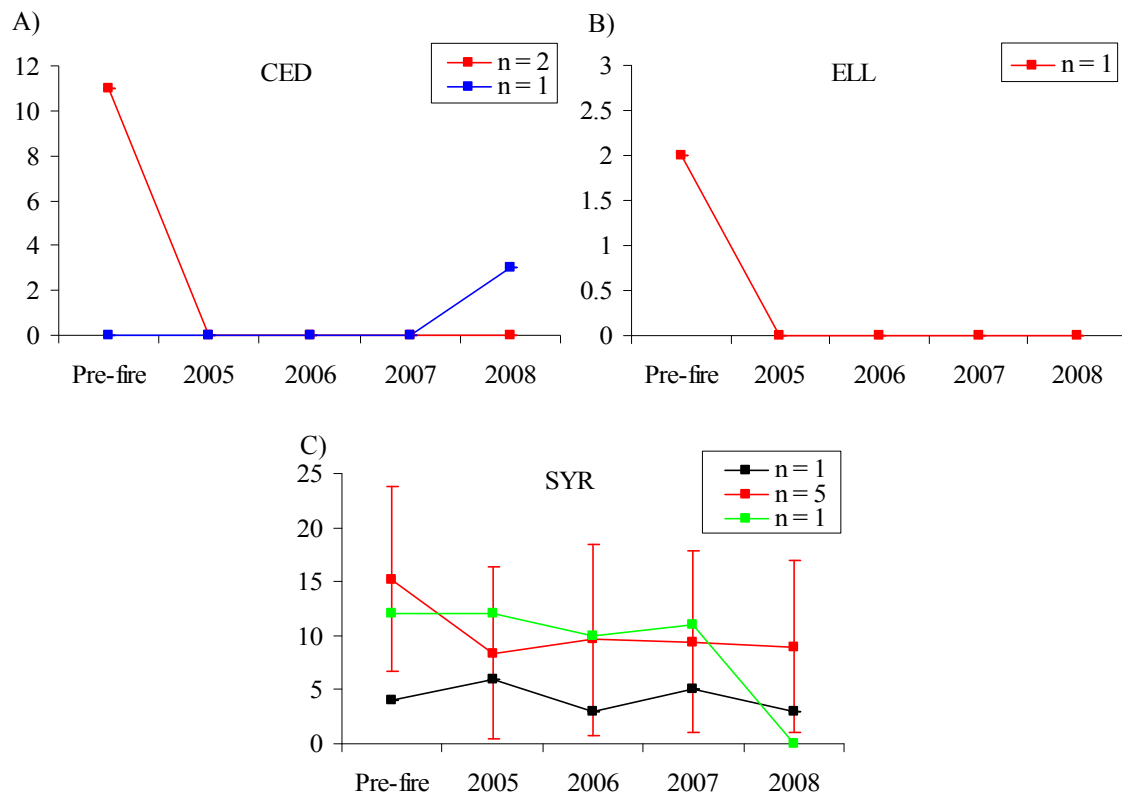 A)
CED
n = 2
n = 1
12
10
8
6
4
2
0
Pre-fire 2005 2006 2007 2008
B)
ELL
n = 1
3
2.5
2
1.5
1
0.5
0
Pre-fire 2005 2006 2007 2008
C)
SYR
n = 1
n = 5
n = 1
25
20
15
10
5
0
Pre-fire 2005 2006 2007 2008